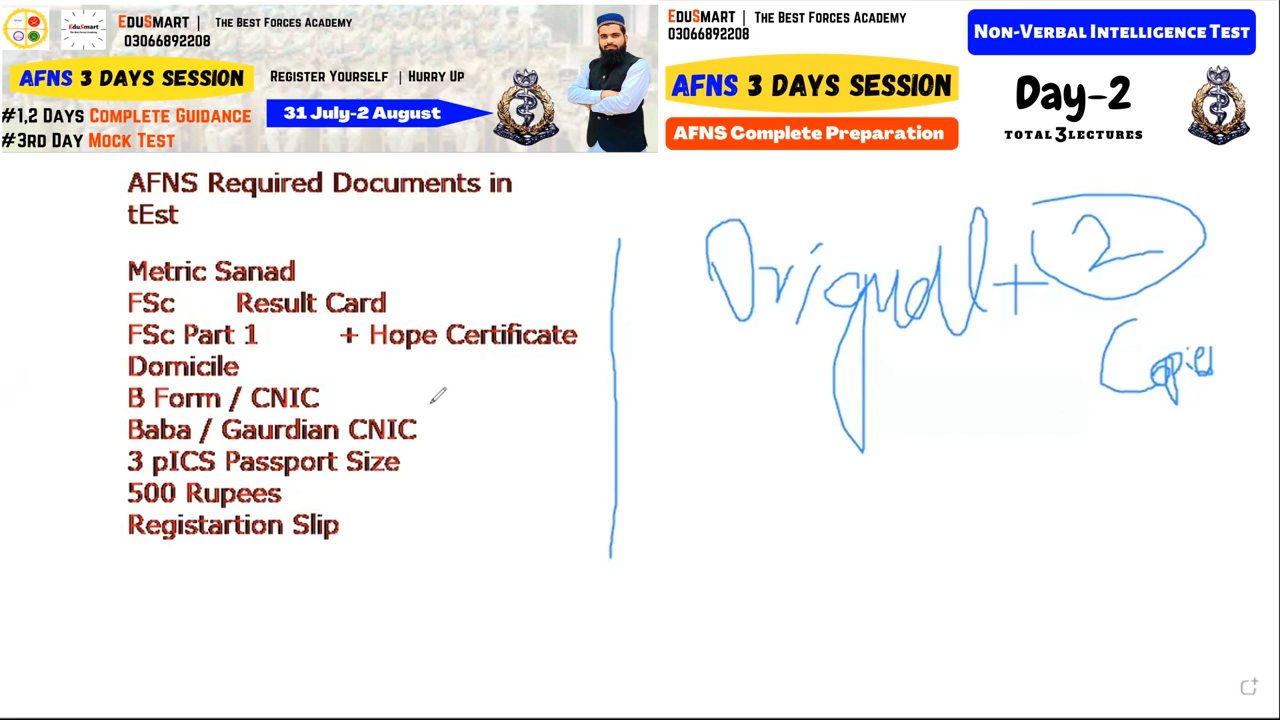 EduSmart | The Best Forces Academy
03066892208
AFNS 3 DAYS SESSION
Register Yourself | Hurry Up
31 July-2 August
#1,2 Days Complete Guidance
#3rd Day Mock Test
EduSmart | The Best Forces Academy
03066892208
AFNS 3 DAYS SESSION
AFNS Complete Preparation
Non-Verbal Intelligence Test
Day-2
Total 3 Lectures
AFNS Required Documents in
tEst
Metric Sanad
FSc Result Card
FSc Part 1 + Hope Certificate
Domicile
B Form / CNIC
Baba / Gaurdian CNIC
3 pICS Passport Size
500 Rupees
Registartion Slip
Orignal + 2
Copies